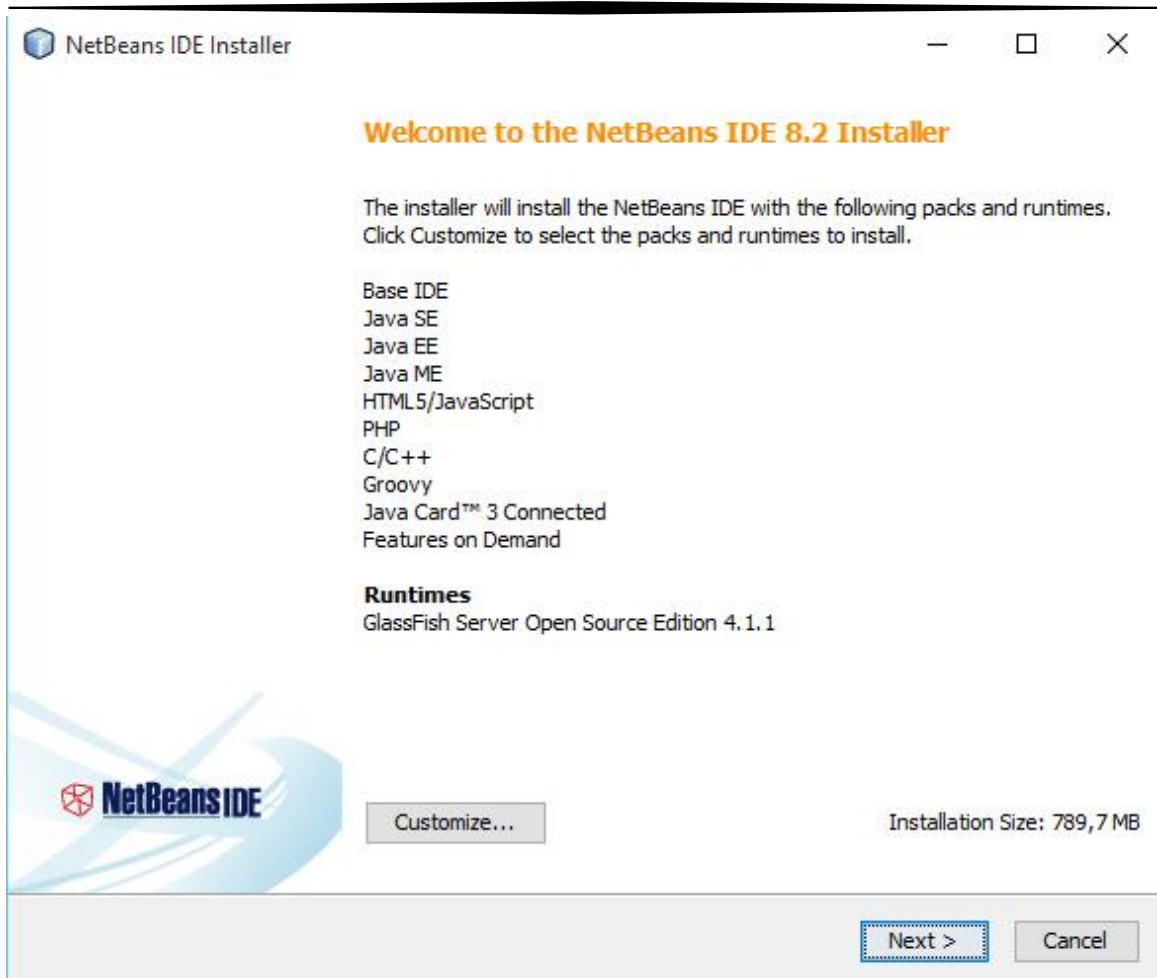 NetBeans IDE Installer
Welcome to the NetBeans IDE 8.2 Installer
The installer will install the NetBeans IDE with the following packs and runtimes.
Click Customize to select the packs and runtimes to install.
Base IDE
Java SE
Java EE
Java ME
HTML5/JavaScript
PHP
C/C++
Groovy
Java Card™ 3 Connected
Features on Demand
Runtimes
GlassFish Server Open Source Edition 4.1.1
NetBeans IDE
Customize...
Installation Size: 789,7 MB
Next >
Cancel